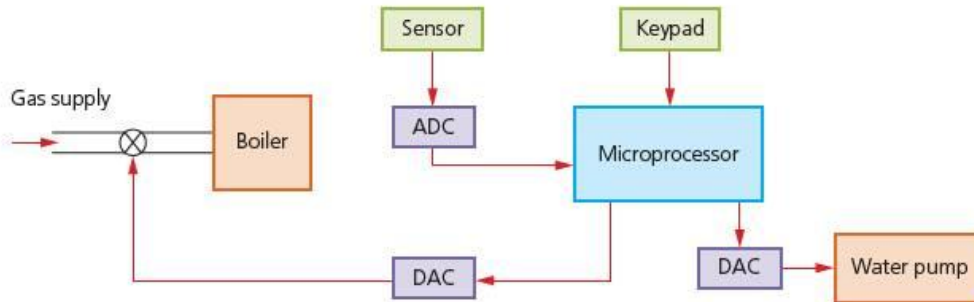 Sensor
Keypad
Gas supply
ADC
Boiler
Microprocessor
DAC
DAC
Water pump